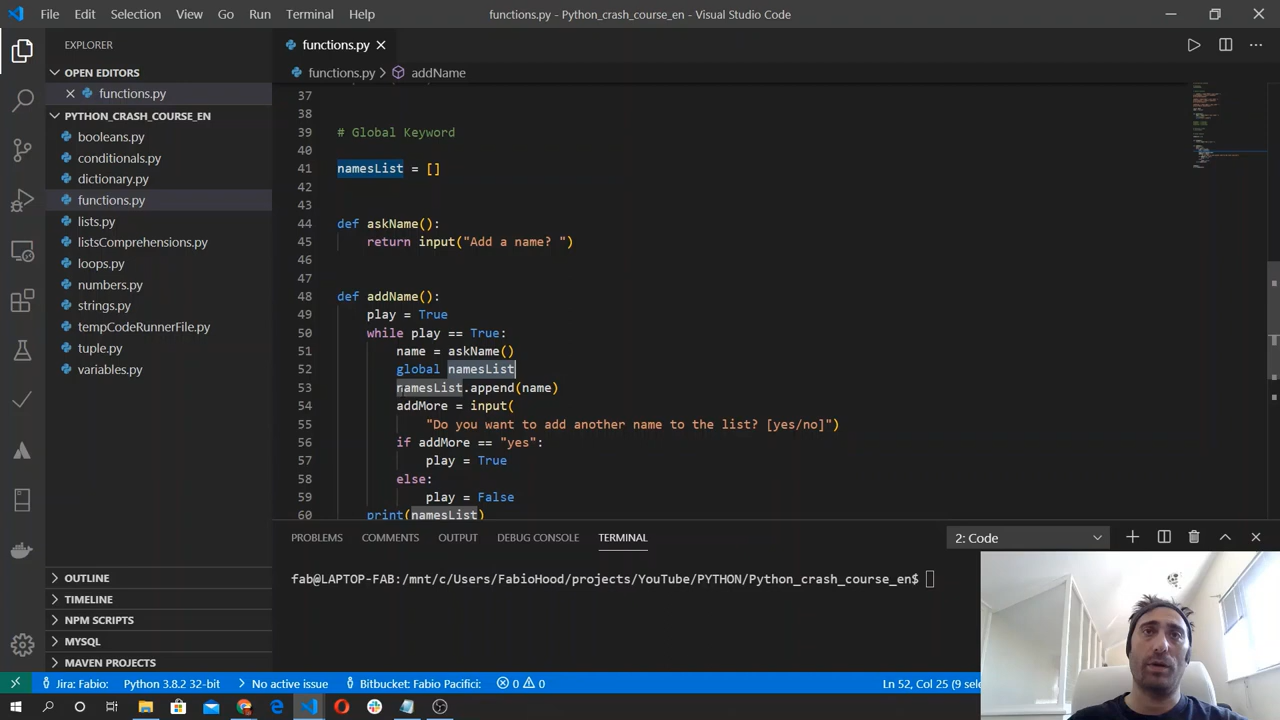 File Edit Selection View Go Run Terminal Help functions.py - Python_crash_course_en - Visual Studio Code
EXPLORER
functions.py
OPEN EDITORS
functions.py > addName
functions.py
PYTHON_CRASH_COURSE_EN
booleans.py
conditionals.py
dictionary.py
functions.py
lists.py
listsComprehensions.py
loops.py
numbers.py
strings.py
tempCodeRunnerFile.py
tuple.py
variables.py
OUTLINE
TIMELINE
NPM SCRIPTS
MYSQL
MAVEN PROJECTS
37
38
39 # Global Keyword
40
41 namesList = []
42
43
44 def askName():
45 return input("Add a name? ")
46
47
48 def addName():
49 play = True
50 while play == True:
51 name = askName()
52 global namesList
53 namesList.append(name)
54 addMore = input(
55 "Do you want to add another name to the list? [yes/no]")
56 if addMore == "yes":
57 play = True
58 else:
59 play = False
60 print(namesList)
PROBLEMS COMMENTS OUTPUT DEBUG CONSOLE TERMINAL 2: Code
fab@LAPTOP-FAB:/mnt/c/Users/FabioHood/projects/YouTube/PYTHON/Python_crash_course_en$
Jira: Fabio: Python 3.8.2 32-bit No active issue Bitbucket: Fabio Pacifici: 0 0 Ln 52, Col 25 (9 sele